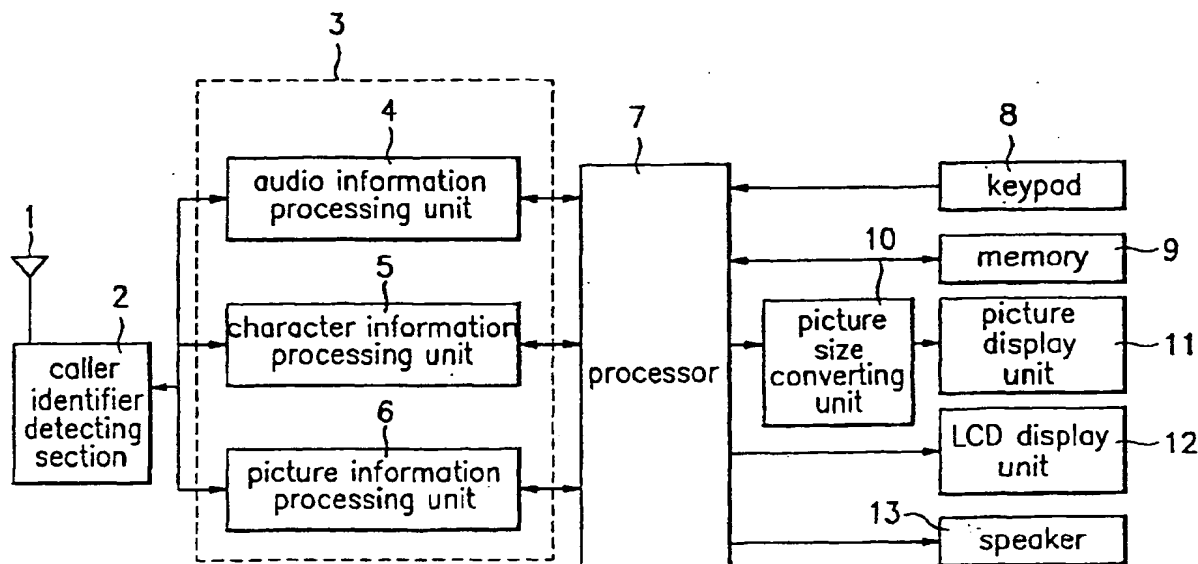 3
4
audio information
processing unit
7
8
keypad
1
2
caller
identifier
detecting
section
5
character information
processing unit
processor
10
memory
9
picture
size
converting
unit
picture
display
unit
11
6
picture information
processing unit
LCD display
unit
12
13
speaker